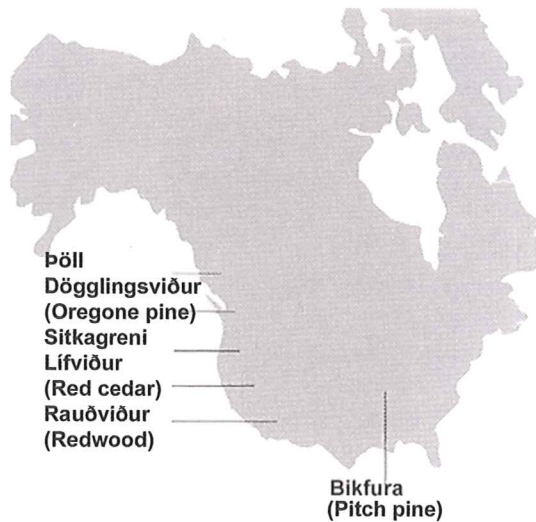 Þöll
Dögglingsviður
(Oregone pine)
Sitkagreni
Lífviður
(Red cedar)
Rauðviður
(Redwood)
Bikfura
(Pitch pine)